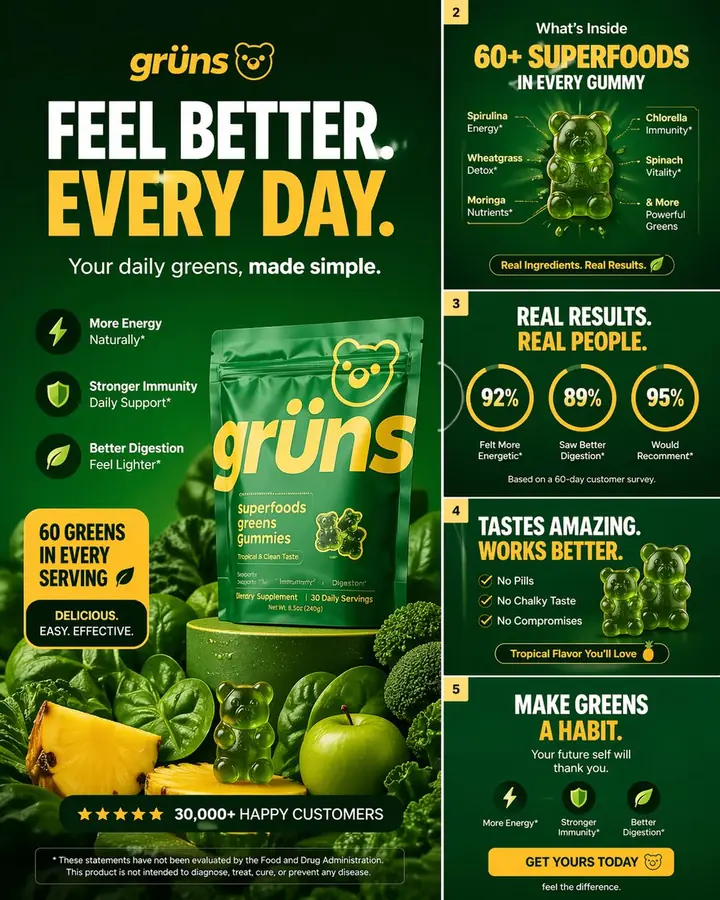 grüns
FEEL BETTER.
EVERY DAY.
Your daily greens, made simple.
More Energy
Naturally*
Stronger Immunity
Daily Support*
Better Digestion
Feel Lighter*
60 GREENS
IN EVERY
SERVING
DELICIOUS.
EASY. EFFECTIVE.
grüns
Superfoods
greens
Gummies
Tropical & Clean Taste
Digestion*
Dietary Supplement | 30 Daily Servings
Net Wt. 8.5oz (240g)
30,000+ HAPPY CUSTOMERS
* These statements have not been evaluated by the Food and Drug Administration.
This product is not intended to diagnose, treat, cure, or prevent any disease.
2
What's Inside
60+ SUPERFOODS
IN EVERY GUMMY
Spirulina
Energy*
Wheatgrass
Detox*
Moringa
Nutrients*
Chlorella
Immunity*
Spinach
Vitality*
& More
Powerful
Greens
Real Ingredients. Real Results.
3
REAL RESULTS.
REAL PEOPLE.
92%
89%
95%
Felt More
Energetic*
Saw Better
Digestion*
Would
Recomment*
Based on a 60-day customer survey.
4
TASTES AMAZING.
WORKS BETTER.
No Pills
No Chalky Taste
No Compromises
Tropical Flavor You'll Love
5
MAKE GREENS
A HABIT.
Your future self will
thank you.
More Energy*
Stronger
Immunity*
Better
Digestion*
GET YOURS TODAY
feel the difference.